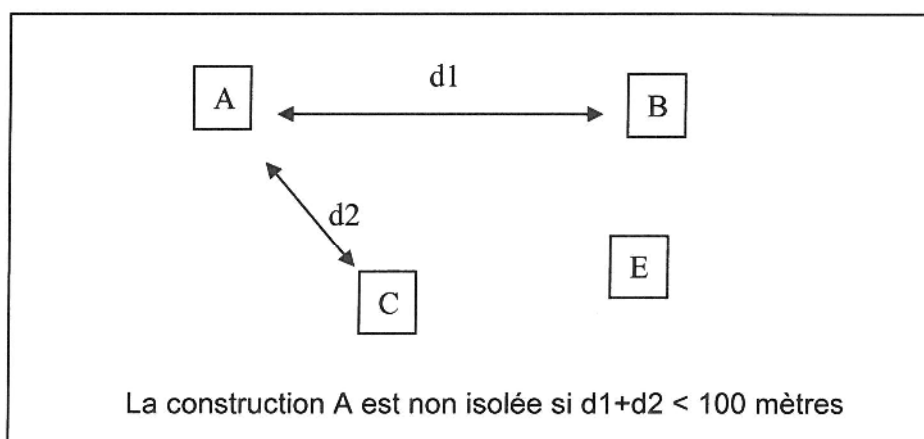 d1
A
B
d2
E
C
La construction A est non isolée si d1+d2 < 100 mètres